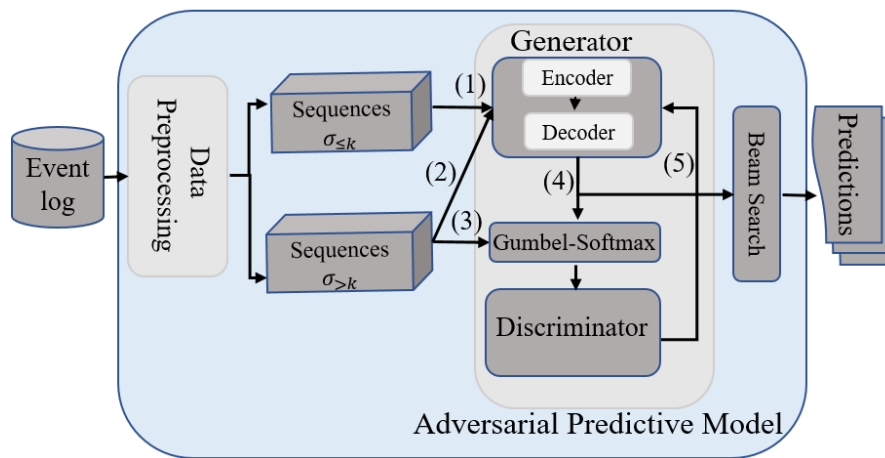 Generator
Encoder
Decoder
(1)
Sequences
σ≤k
Data
Preprocessing
Event
log
(2)
(3)
Sequences
σ>k
(4)
(5)
Gumbel-Softmax
Discriminator
Beam Search
Predictions
Adversarial Predictive Model